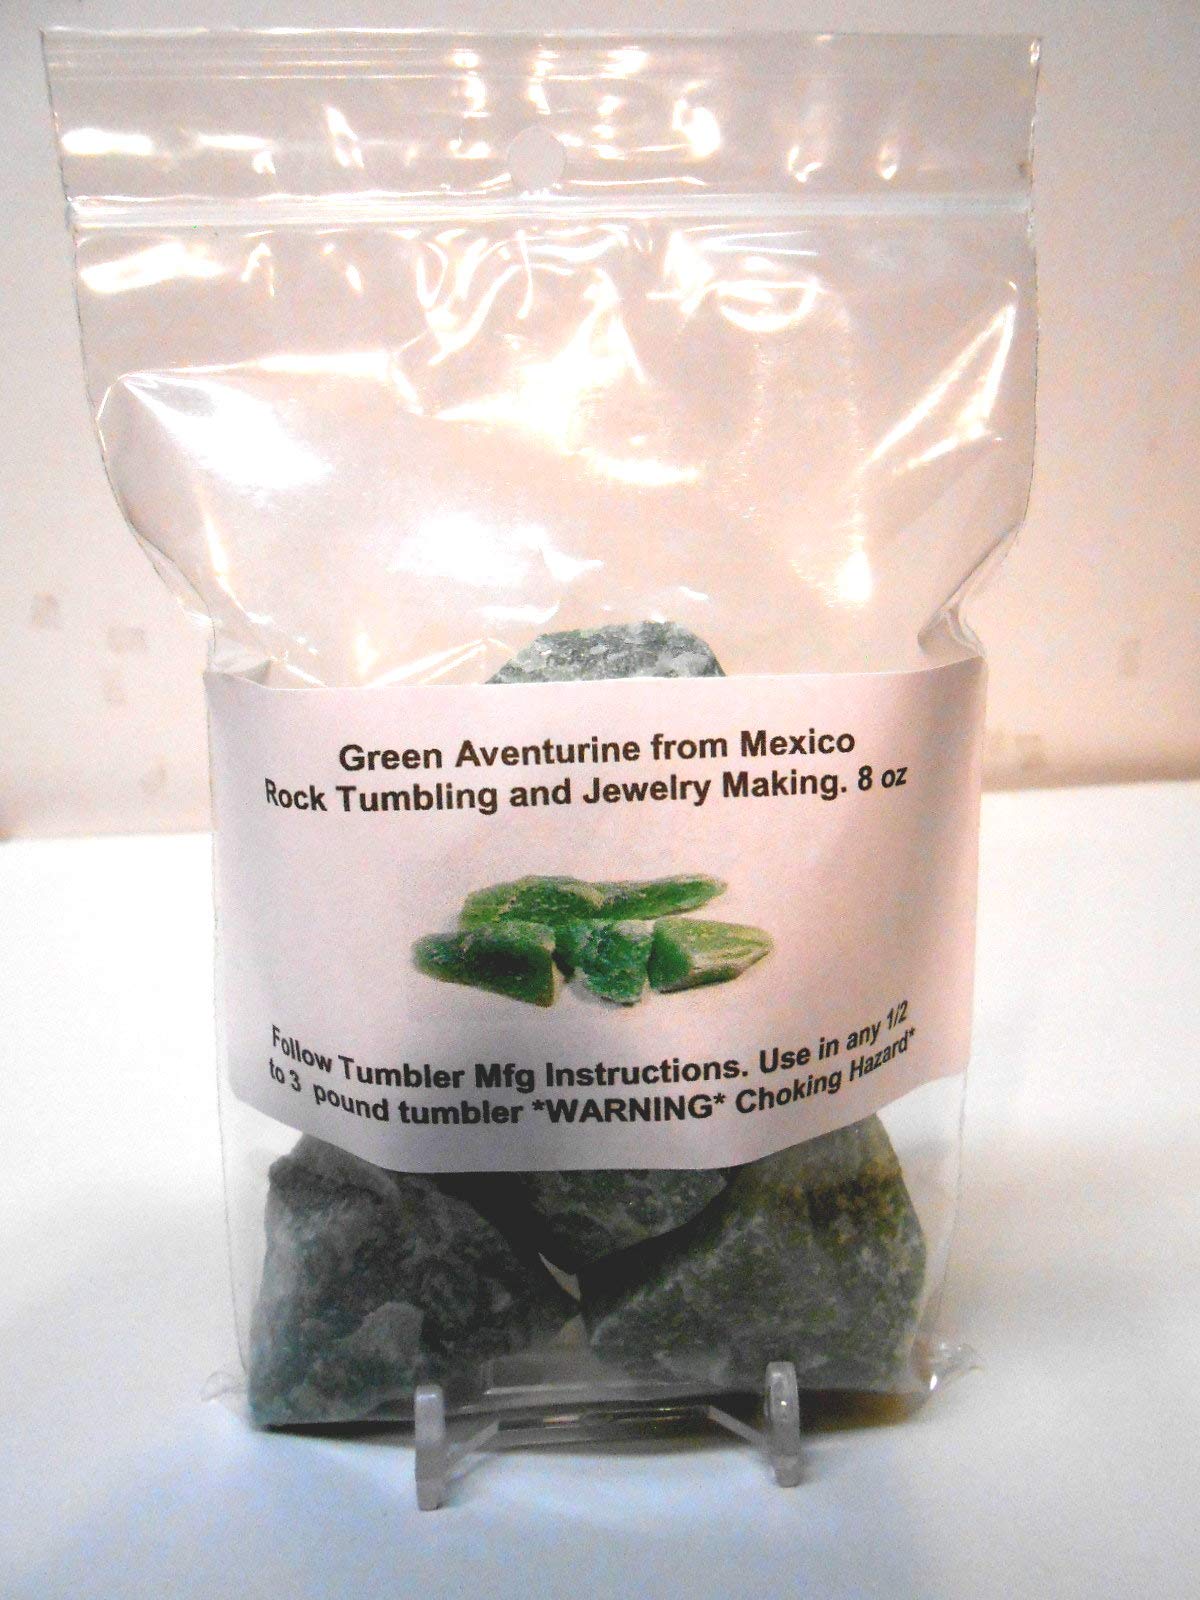 Green Aventurine from Mexico
Rock Tumbling and Jewelry Making. 8 oz
Follow Tumbler Mfg Instructions. Use in any 1/2
to 3 pound tumbler *WARNING* Choking Hazard*